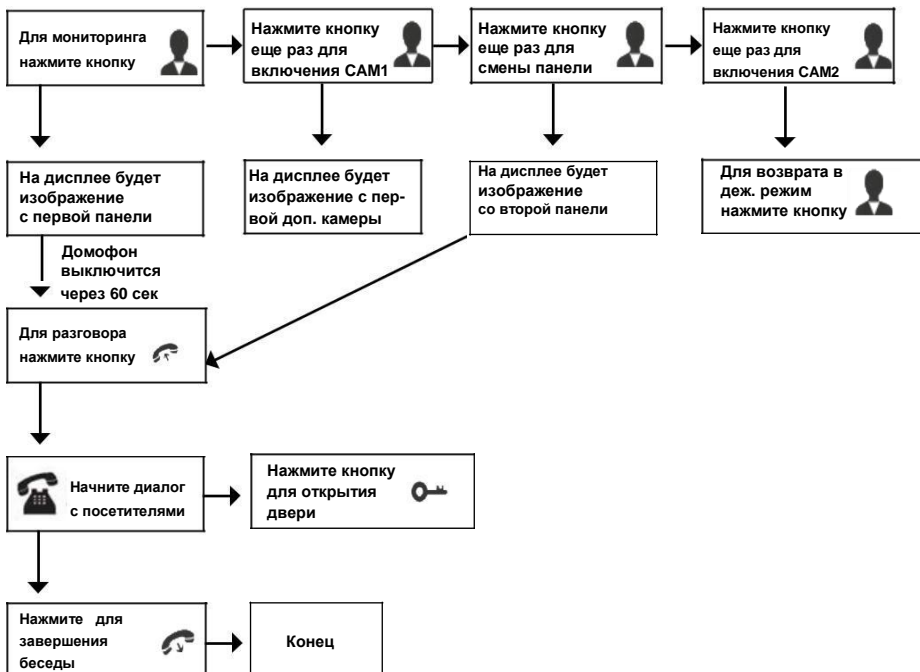 Для мониторинга
нажмите кнопку
Нажмите кнопку
еще раз для
включения САМ1
Нажмите кнопку
еще раз для
смены панели
Нажмите кнопку
еще раз для
включения САМ2
На дисплее будет
изображение
с первой панели
На дисплее будет
изображение с пер-
вой доп. камеры
На дисплее будет
изображение
со второй панели
Для возврата в
деж. режим
нажмите кнопку
Домофон
выключится
через 60 сек
Для разговора
нажмите кнопку
Начните диалог
с посетителями
Нажмите кнопку
для открытия
двери
Нажмите для
завершения
беседы
Конец